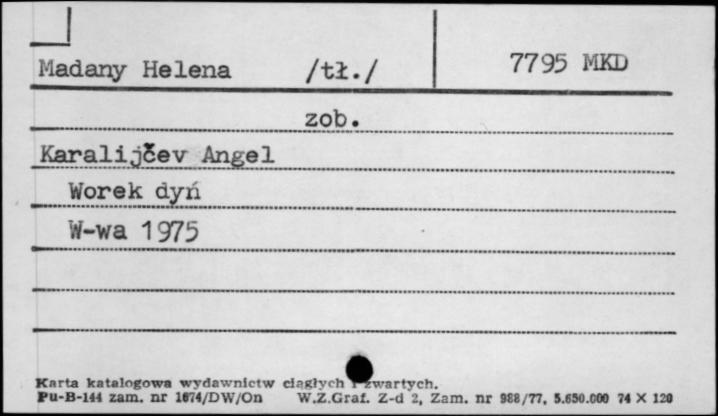 Madany Helena /tł./ 7795 MKD
zob.
Karalijčev Angel
Worek dyń
W-wa 1975
Karta katalogowa wydawnictw ciągłych i zwartych.
Pu-B-144 zam. nr 1674/DW/On W.Z.Graf. Z-d 2, Zam. nr 988/77, 5.650.000 74 X 120